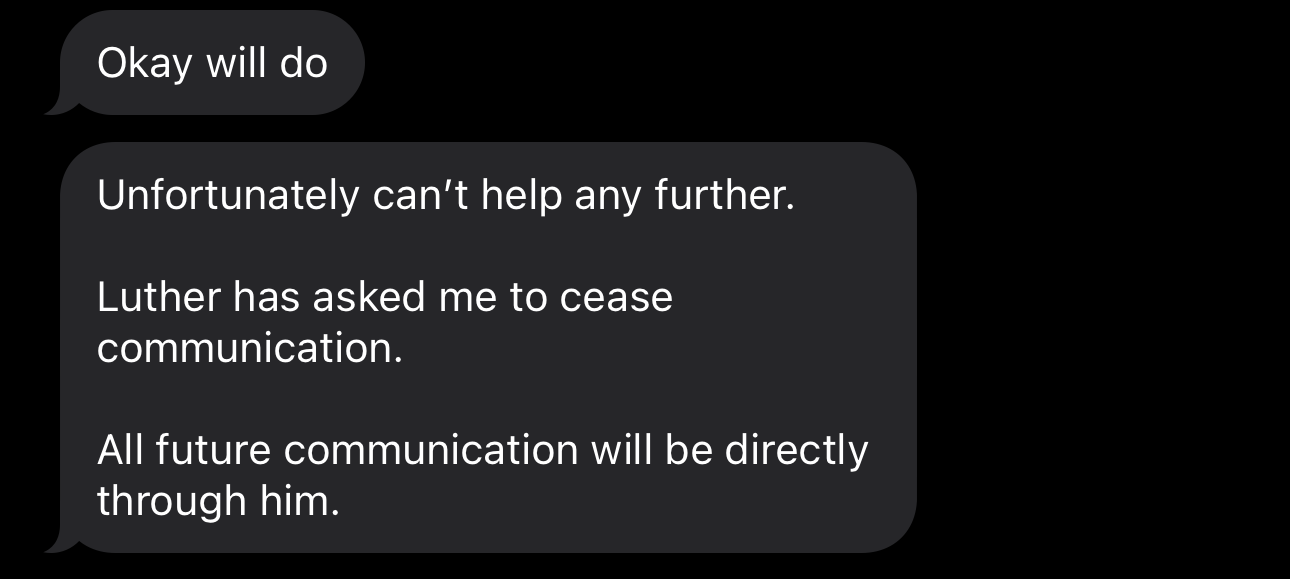 Okay will do
Unfortunately can’t help any further.
Luther has asked me to cease
communication.
All future communication will be directly
through him.